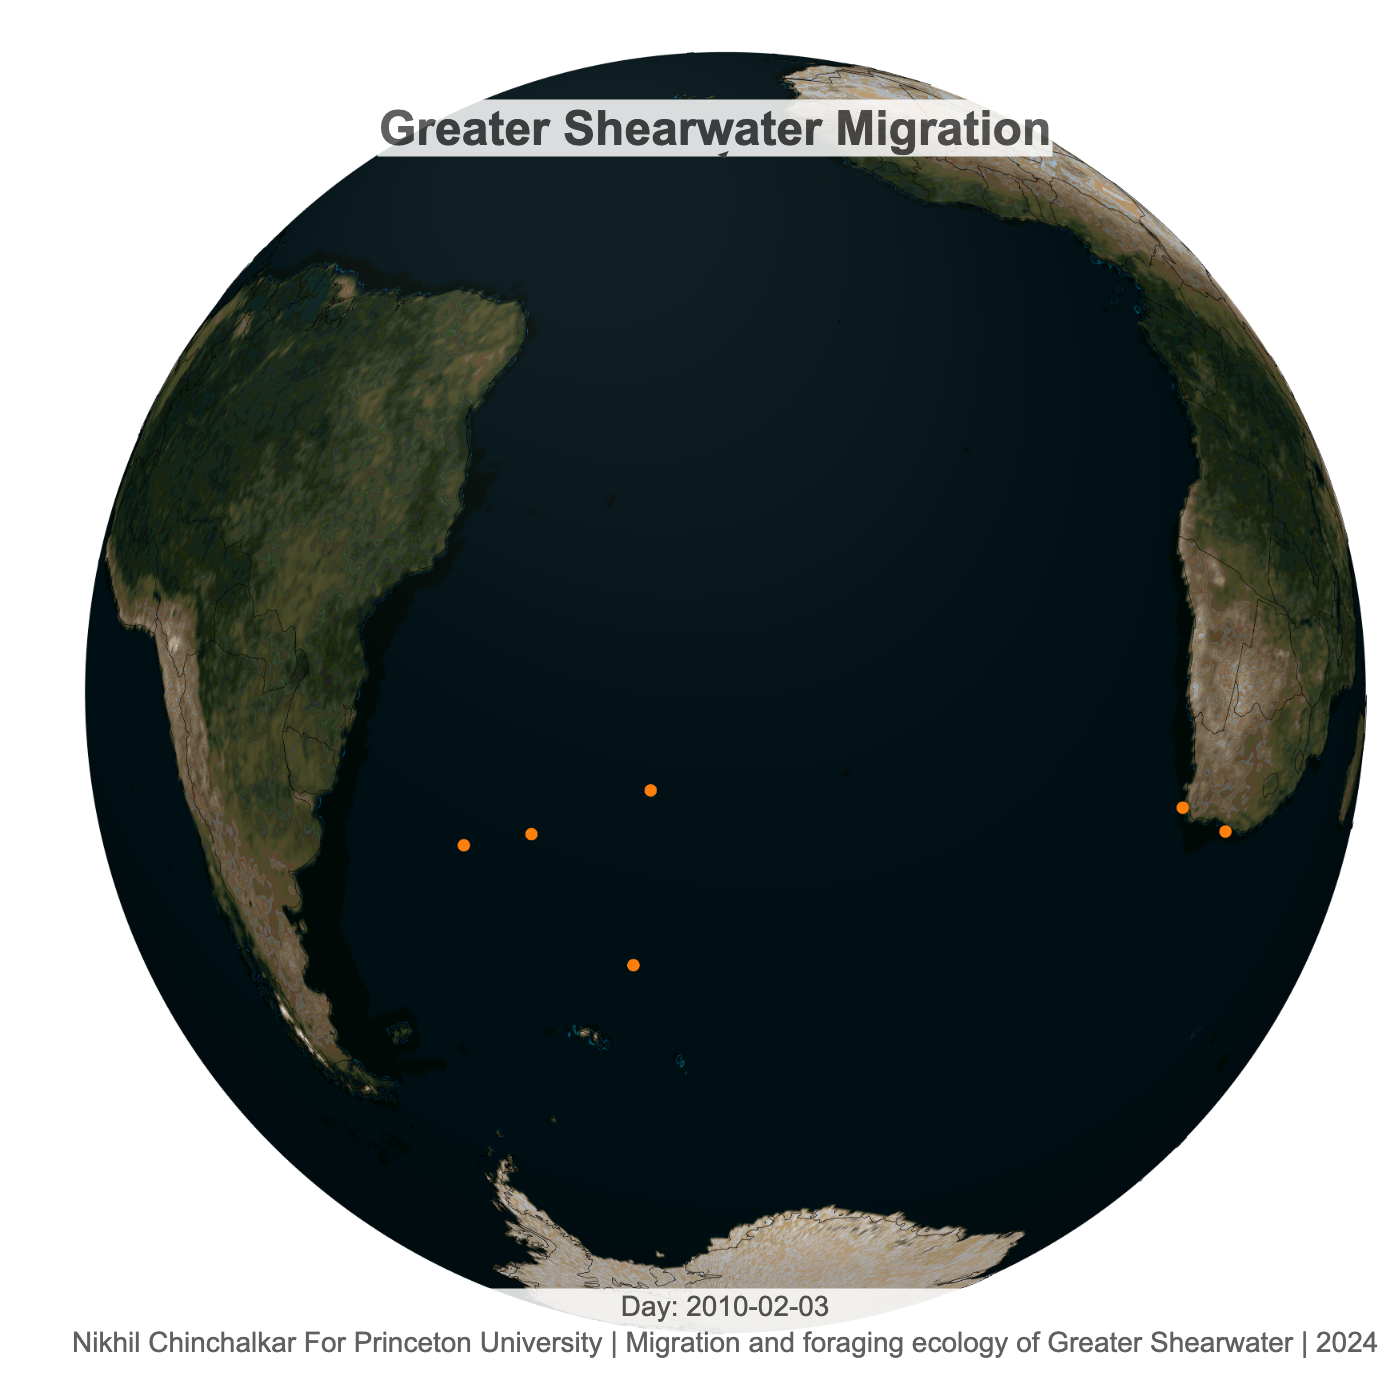 Greater Shearwater Migration
Day: 2010-02-03
Nikhil Chinchalkar For Princeton University | Migration and foraging ecology of Greater Shearwater | 2024